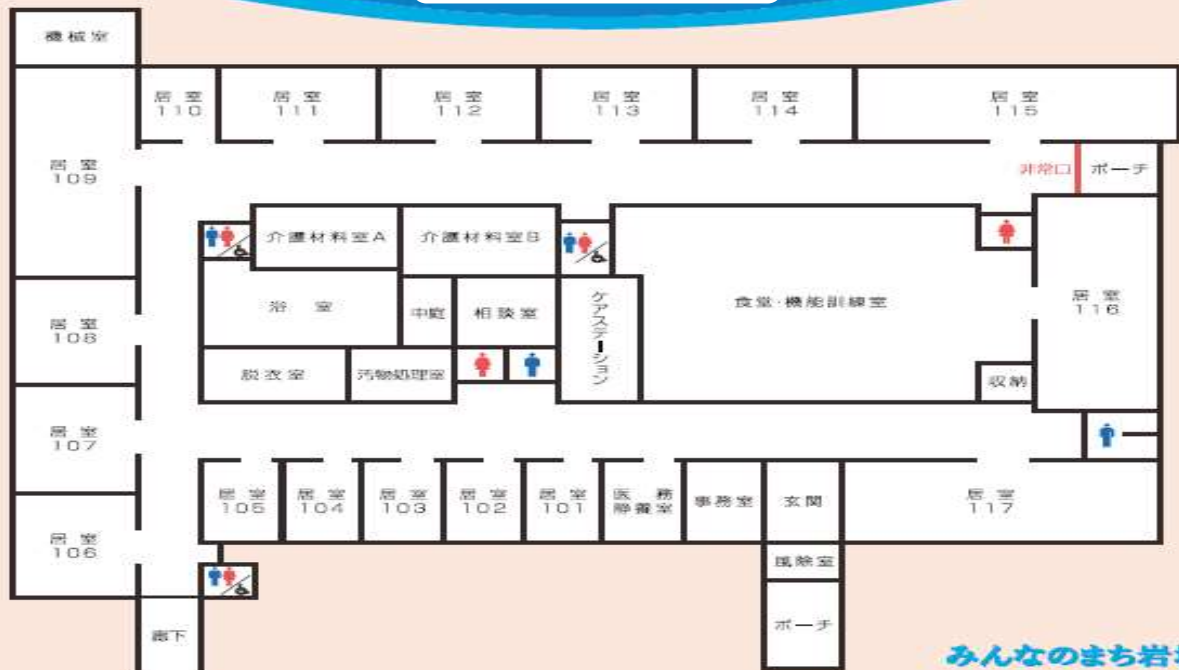 機械室
居室
110
居室
111
居室
112
居室
113
居室
114
居室
115
居室
109
非常口
ポーチ
介護材料室A
介護材料室B
浴室
中庭
相談室
ケアステーション
食堂・機能訓練室
居室
116
居室
108
脱衣室
汚物処理室
収納
居室
107
居室
105
居室
104
居室
103
居室
102
居室
101
医務
静養室
事務室
玄関
居室
117
居室
106
風除室
廊下
ポーチ
みんなのまち岩